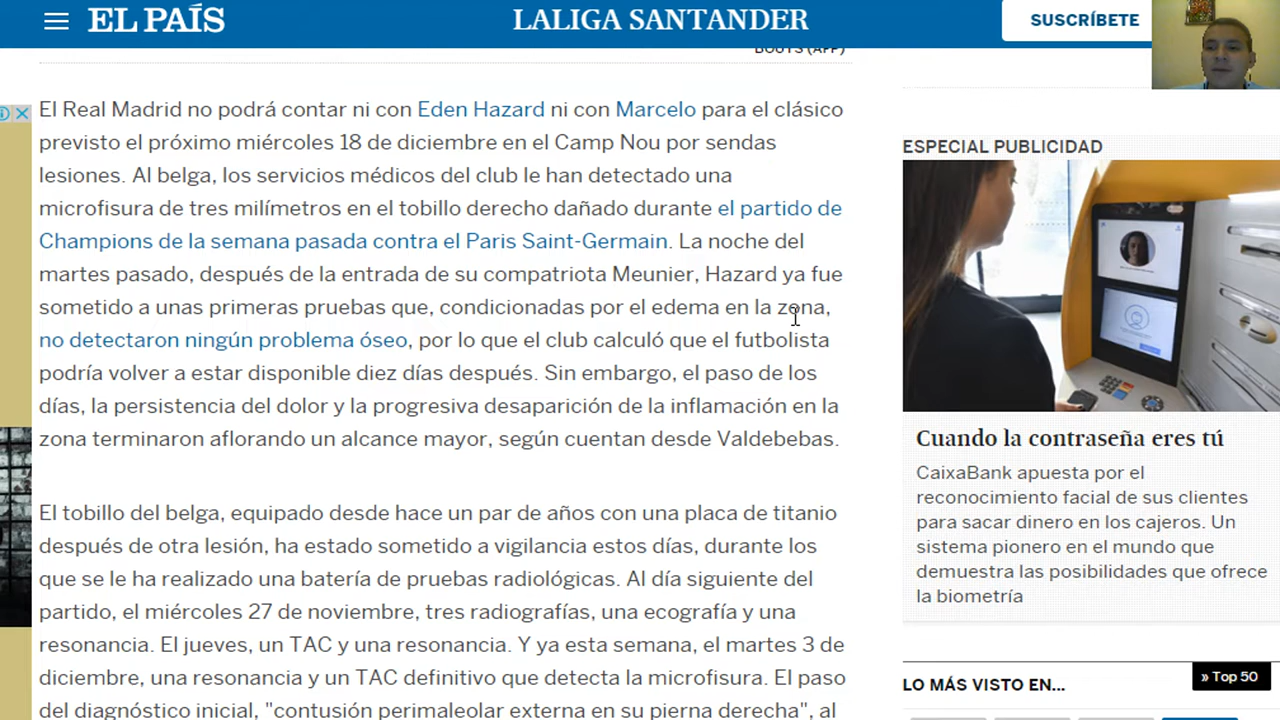 EL PAÍS
LALIGA SANTANDER
SUSCRÍBETE
BOUTS (AFP)
El Real Madrid no podrá contar ni con Eden Hazard ni con Marcelo para el clásico
previsto el próximo miércoles 18 de diciembre en el Camp Nou por sendas
lesiones. Al belga, los servicios médicos del club le han detectado una
microfisura de tres milímetros en el tobillo derecho dañado durante el partido de
Champions de la semana pasada contra el Paris Saint-Germain. La noche del
martes pasado, después de la entrada de su compatriota Meunier, Hazard ya fue
sometido a unas primeras pruebas que, condicionadas por el edema en la zona,
no detectaron ningún problema óseo, por lo que el club calculó que el futbolista
podría volver a estar disponible diez días después. Sin embargo, el paso de los
días, la persistencia del dolor y la progresiva desaparición de la inflamación en la
zona terminaron aflorando un alcance mayor, según cuentan desde Valdebebas.
El tobillo del belga, equipado desde hace un par de años con una placa de titanio
después de otra lesión, ha estado sometido a vigilancia estos días, durante los
que se le ha realizado una batería de pruebas radiológicas. Al día siguiente del
partido, el miércoles 27 de noviembre, tres radiografías, una ecografía y una
resonancia. El jueves, un TAC y una resonancia. Y ya esta semana, el martes 3 de
diciembre, una resonancia y un TAC definitivo que detecta la microfisura. El paso
del diagnóstico inicial, "contusión perimaleolar externa en su pierna derecha", al
ESPECIAL PUBLICIDAD
Cuando la contraseña eres tú
CaixaBank apuesta por el
reconocimiento facial de sus clientes
para sacar dinero en los cajeros. Un
sistema pionero en el mundo que
demuestra las posibilidades que ofrece
la biometría
» Top 50
LO MÁS VISTO EN...